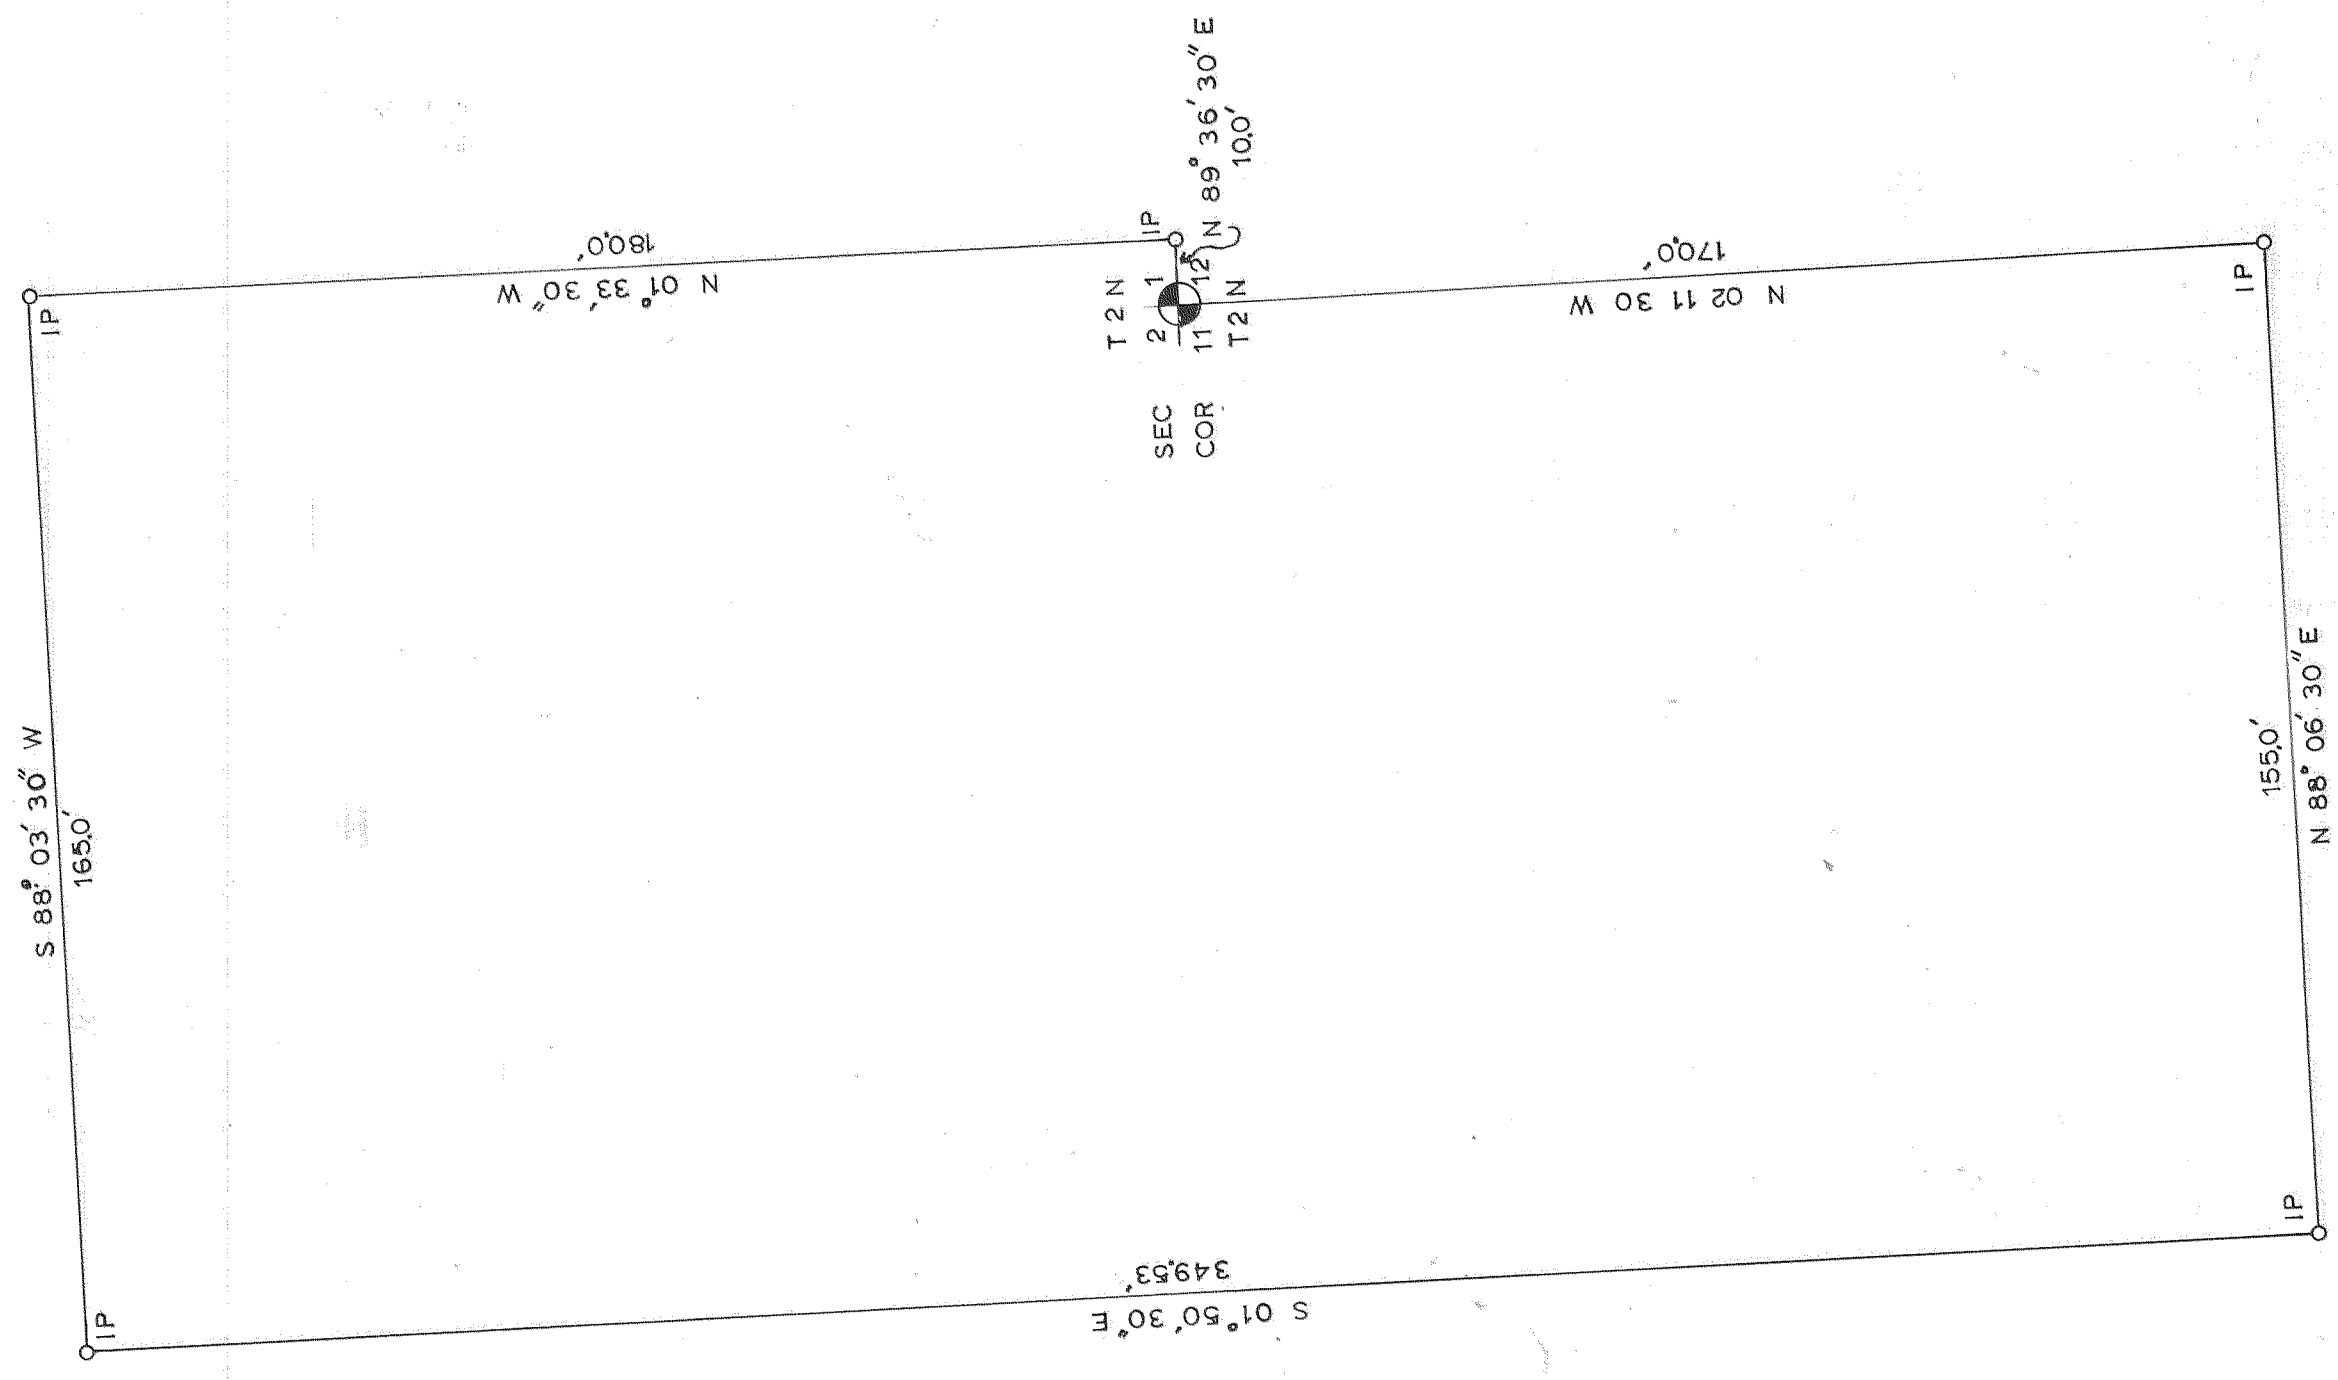 S 88° 03' 30" W
165.0'
IP
N 01° 33' 30" W
180.0'
IP
N 89° 36' 30" E
10.0'
T 2 N
2 1
11 12
T 2 N
SEC
COR
N 02 11 30 W
170.0'
IP
155.0'
N 88° 06' 30" E
IP
349.53'
S 01° 50' 30" E
IP